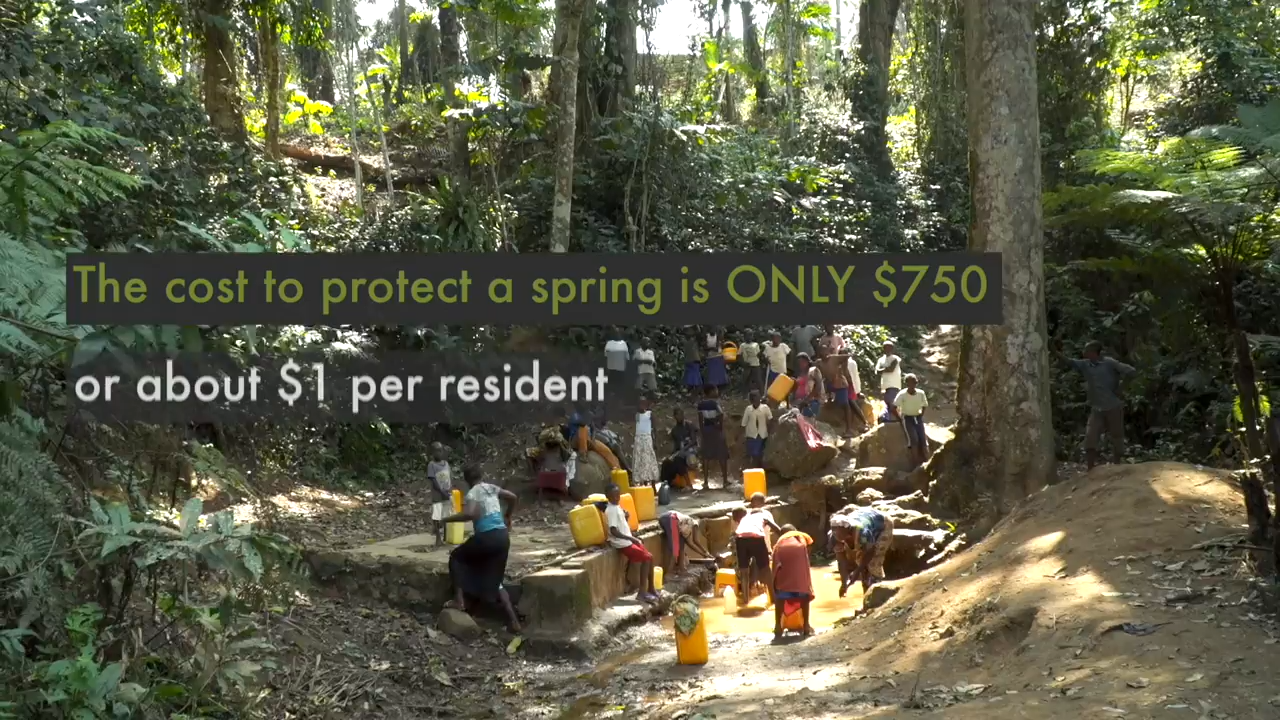 The cost to protect a spring is ONLY $750
or about $1 per resident